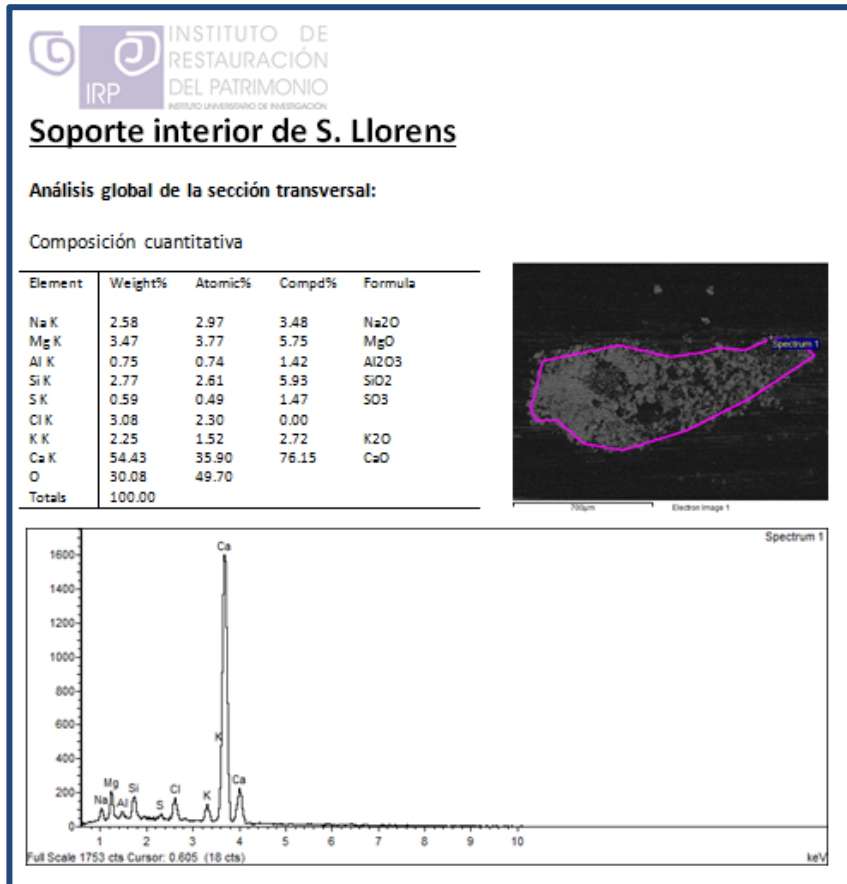 INSTITUTO DE
RESTAURACIÓN
DEL PATRIMONIO
INSTITUTO UNIVERSITARIO DE INVESTIGACIÓN
IRP
Soporte interior de S. Llorens
Análisis global de la sección transversal:
Composición cuantitativa
Element Weight% Atomic% Compd% Formula
Na K 2.58 2.97 3.48 Na2O
Mg K 3.47 3.77 5.75 MgO
Al K 0.75 0.74 1.42 Al2O3
Si K 2.77 2.61 5.93 SiO2
S K 0.59 0.49 1.47 SO3
Cl K 3.08 2.30 0.00
K K 2.25 1.52 2.72 K2O
Ca K 54.43 35.90 76.15 CaO
O 30.08 49.70
Totals 100.00
Spectrum 1
700µm Electron Image 1
Spectrum 1
1600
1400
1000
800
600
400
200
0
Ca
K
Na Mg Al Si S Cl K Ca
1 2 3 4 5 6 7 8 9 10
Full Scale 1753 cts Cursor: 0.605 (18 cts) keV